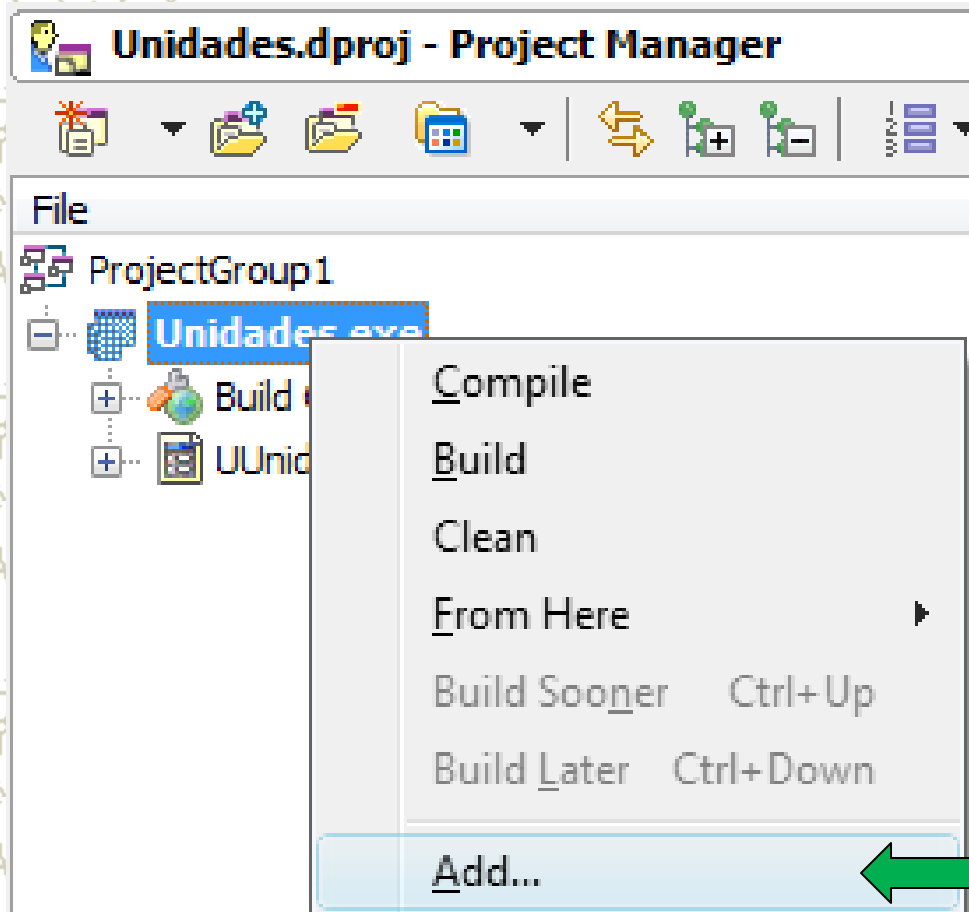 Unidades.dproj - Project Manager
File
ProjectGroup1
Unidades.exe
Build
UUnid
Compile
Build
Clean
From Here
Build Sooner Ctrl+Up
Build Later Ctrl+Down
Add...